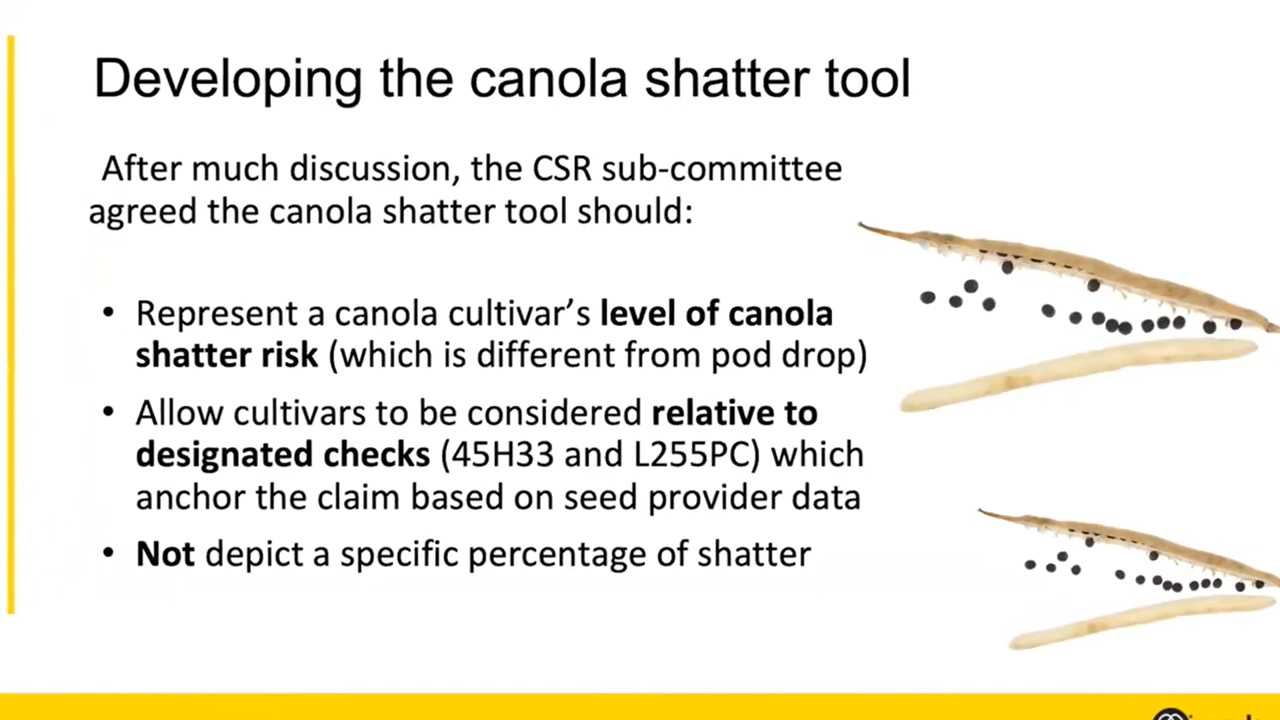 Developing the canola shatter tool
After much discussion, the CSR sub-committee
agreed the canola shatter tool should:
• Represent a canola cultivar’s level of canola
shatter risk (which is different from pod drop)
• Allow cultivars to be considered relative to
designated checks (45H33 and L255PC) which
anchor the claim based on seed provider data
• Not depict a specific percentage of shatter